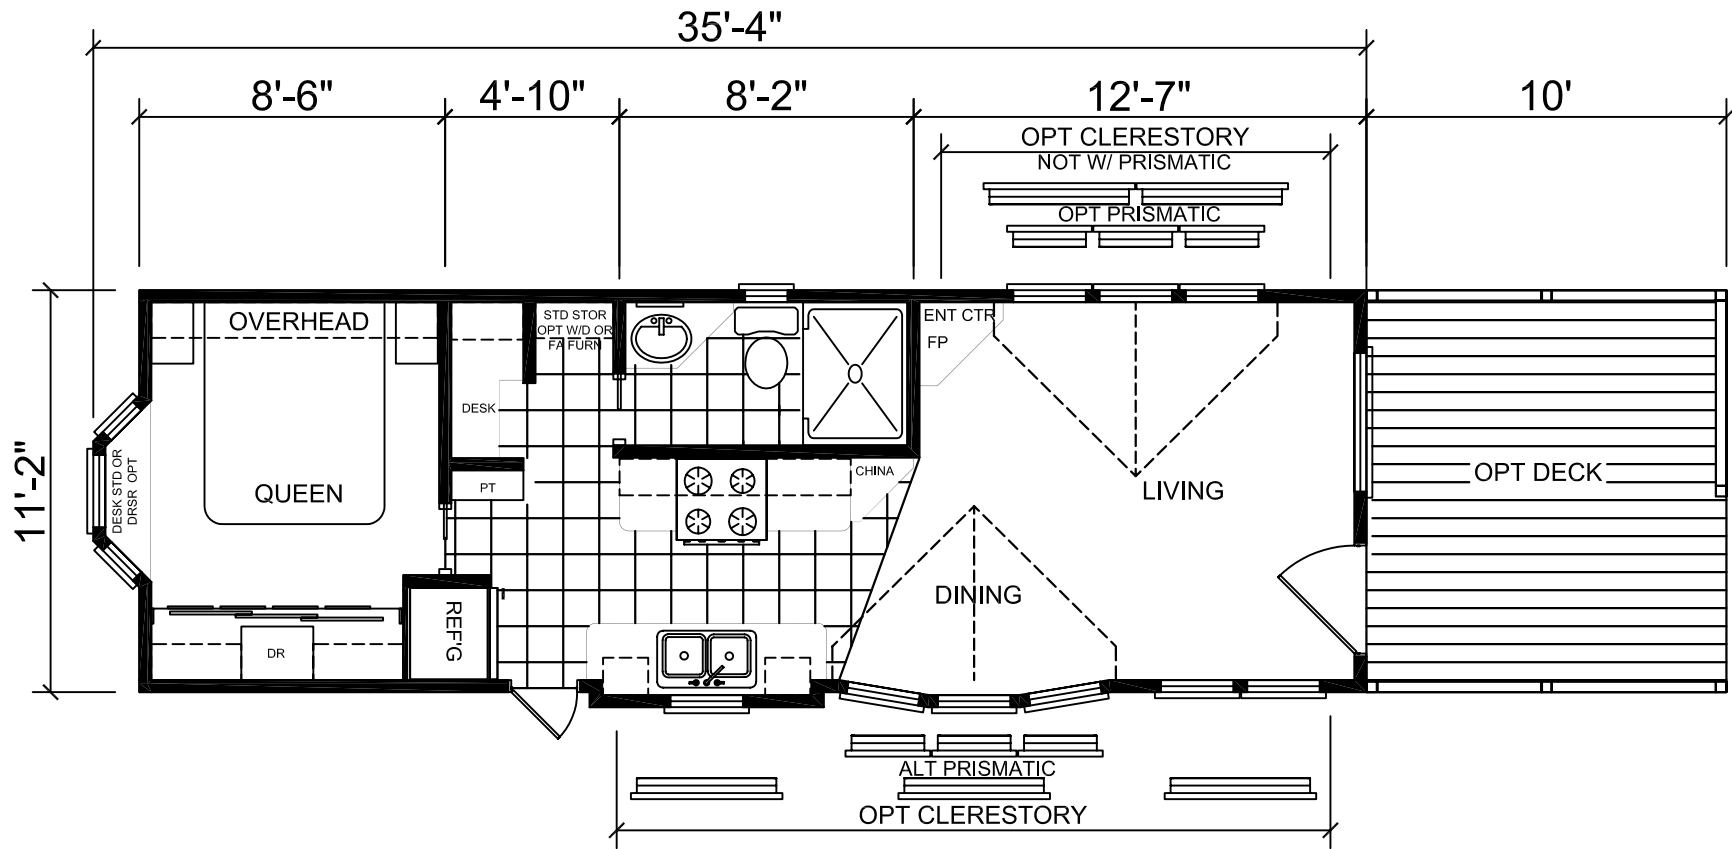 35'-4"
8'-6"
4'-10"
8'-2"
12'-7"
10'
OPT CLERESTORY
NOT W/ PRISMATIC
OPT PRISMATIC
OVERHEAD
STD STOR
OPT W/D OR
FA FURN
ENT CTR
FP
DESK
11'-2"
DESK STD OR
DRSR OPT
QUEEN
PT
CHINA
LIVING
OPT DECK
DINING
REF'G
DR
ALT PRISMATIC
OPT CLERESTORY